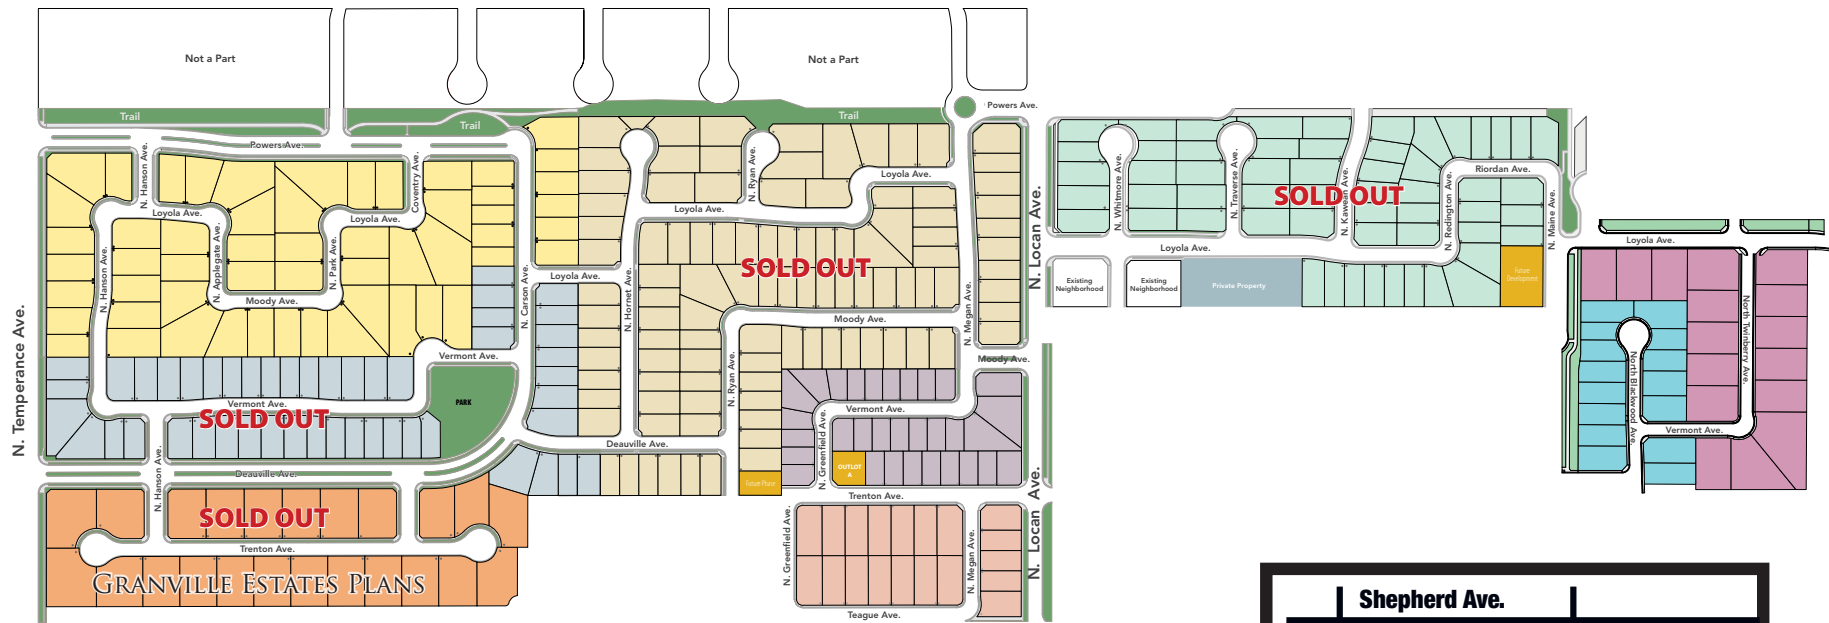 Not a Part
Not a Part
Trail
Trail
Trail
Powers Ave.
Powers Ave.
N. Hanson Ave.
Coventry Ave.
N. Ryan Ave.
Loyola Ave.
Loyola Ave.
Loyola Ave.
Loyola Ave.
N. Applegate Ave.
N. Park Ave.
N. Hanson Ave.
Moody Ave.
N. Carson Ave.
Loyola Ave.
N. Hornet Ave.
SOLD OUT
N. Megan Ave.
Moody Ave.
N. Locan Ave.
N. Temperance Ave.
Vermont Ave.
Moody Ave.
N. Ryan Ave.
Vermont Ave.
SOLD OUT
PARK
Vermont Ave.
N. Greenfield Ave.
Deauville Ave.
Deauville Ave.
N. Hanson Ave.
OUTLOT
A
Future Phase
Trenton Ave.
SOLD OUT
Trenton Ave.
Granville Estates Plans
N. Greenfield Ave.
N. Megan Ave.
N. Locan Ave.
Teague Ave.
N. Whitmore Ave.
N. Traverse Ave.
N. Kaweah Ave.
SOLD OUT
N. Redington Ave.
Riordan Ave.
N. Maine Ave.
Loyola Ave.
Existing
Neighborhood
Existing
Neighborhood
Private Property
Future
Development
Loyola Ave.
North Twinberry Ave.
North Blackwood Ave.
Vermont Ave.
Shepherd Ave.